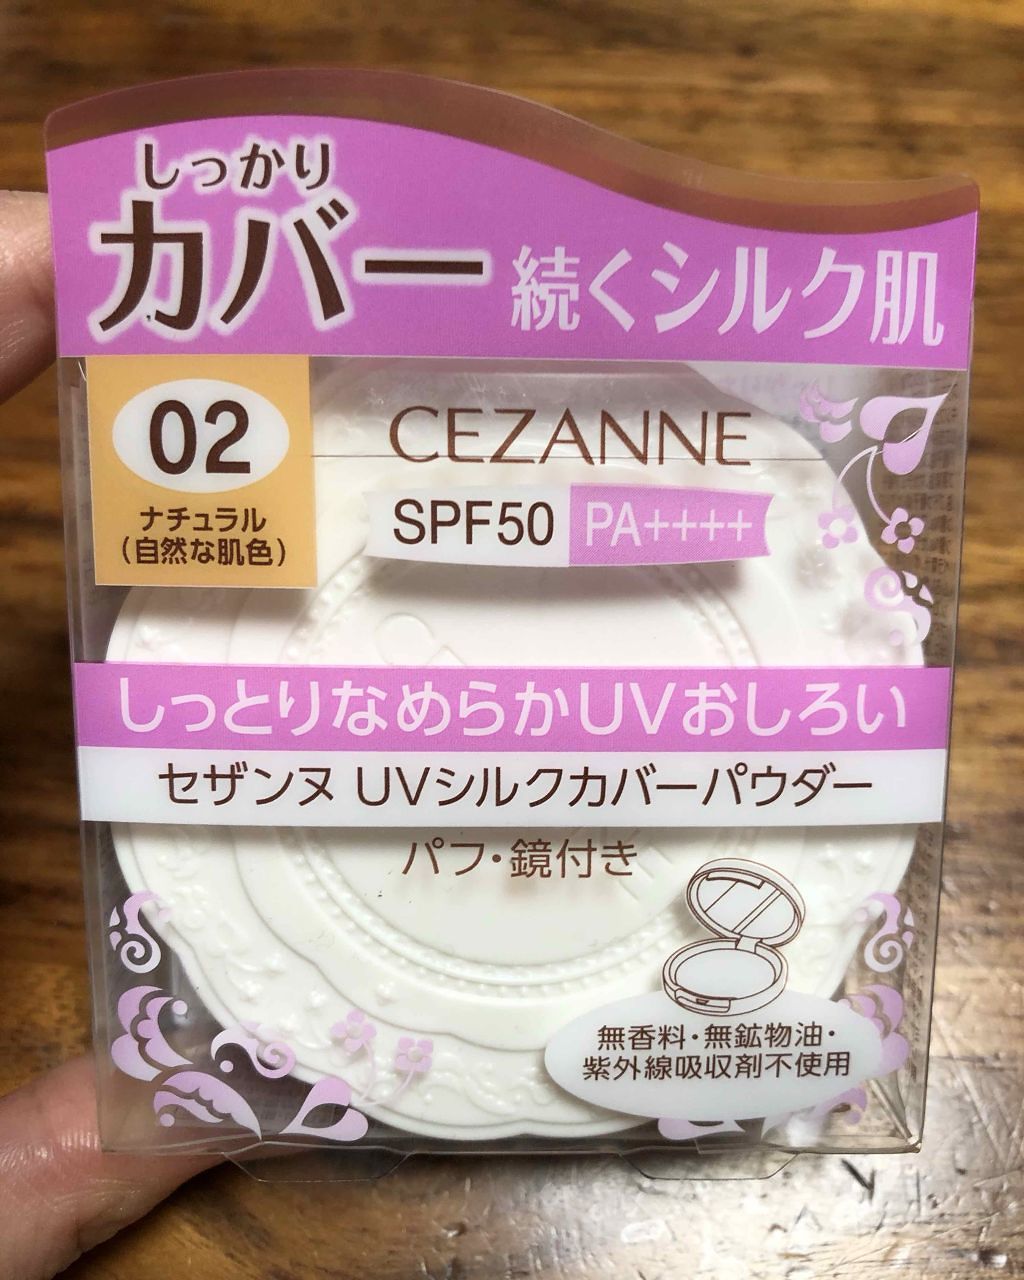 しっかり
カバー 続くシルク肌
02
ナチュラル
(自然な肌色)
CEZANNE
SPF50 PA++++
しっとりなめらかUVおしろい
セザンヌ UVシルクカバーパウダー
パフ・鏡付き
無香料・無鉱物油・
紫外線吸収剤不使用